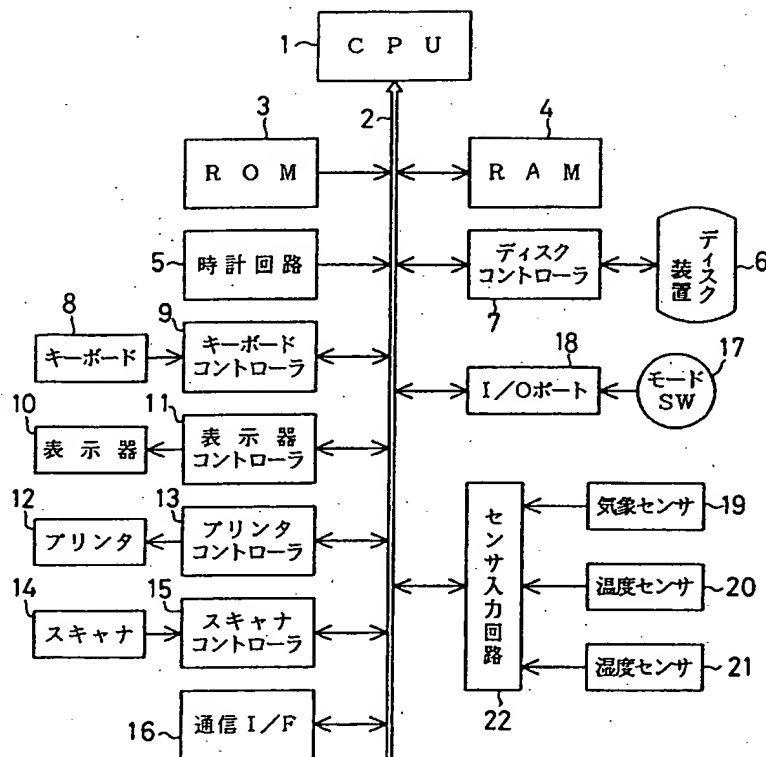 1
CPU
2
3
ROM
4
RAM
5
時計回路
ディスク
コントローラ
7
ディスク
装置
6
8
キーボード
9
キーボード
コントローラ
18
I/Oポート
17
モード
SW
10
表示器
11
表示器
コントローラ
12
プリンタ
13
プリンタ
コントローラ
14
スキャナ
15
スキャナ
コントローラ
16
通信I/F
センサ入力回路
22
気象センサ
19
温度センサ
20
湿度センサ
21